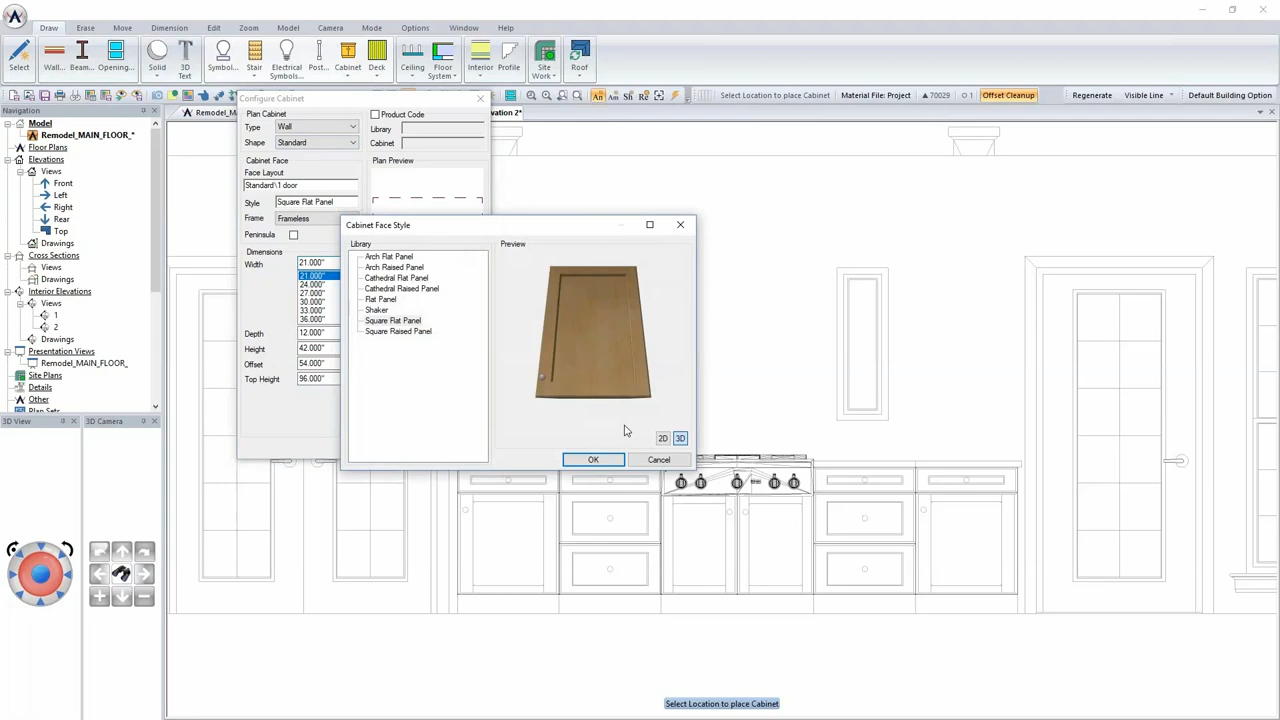 Draw Erase Move Dimension Edit Zoom Model Camera Mode Options Window Help
Select Wall... Beam... Opening... Solid 3D Text Symbol... Stair Electrical Symbols... Post... Cabinet Deck Ceiling Floor System Interior Profile Site Work Roof
An Am Sh Re Select Location to place Cabinet Material File: Project 70029 1 Offset Cleanup Regenerate Visible Line Default Building Option
Navigation
Model
Remodel_MAIN_FLOOR_*
Floor Plans
Elevations
Views
Front
Left
Right
Rear
Top
Drawings
Cross Sections
Views
Drawings
Interior Elevations
Views
1
2
Drawings
Presentation Views
Remodel_MAIN_FLOOR_
Site Plans
Details
Other
Plan Sets
3D View
3D Camera
Configure Cabinet
Plan Cabinet
Type Wall
Shape Standard
Product Code
Library
Cabinet
Cabinet Face
Face Layout
Standard\1 door
Style Square Flat Panel
Frame Frameless
Peninsula
Plan Preview
Dimensions
Width 21.000"
21.000"
24.000"
27.000"
30.000"
33.000"
36.000"
Depth 12.000"
Height 42.000"
Offset 54.000"
Top Height 96.000"
Cabinet Face Style
Library
Arch Flat Panel
Arch Raised Panel
Cathedral Flat Panel
Cathedral Raised Panel
Flat Panel
Shaker
Square Flat Panel
Square Raised Panel
Preview
2D 3D
OK Cancel
Select Location to place Cabinet